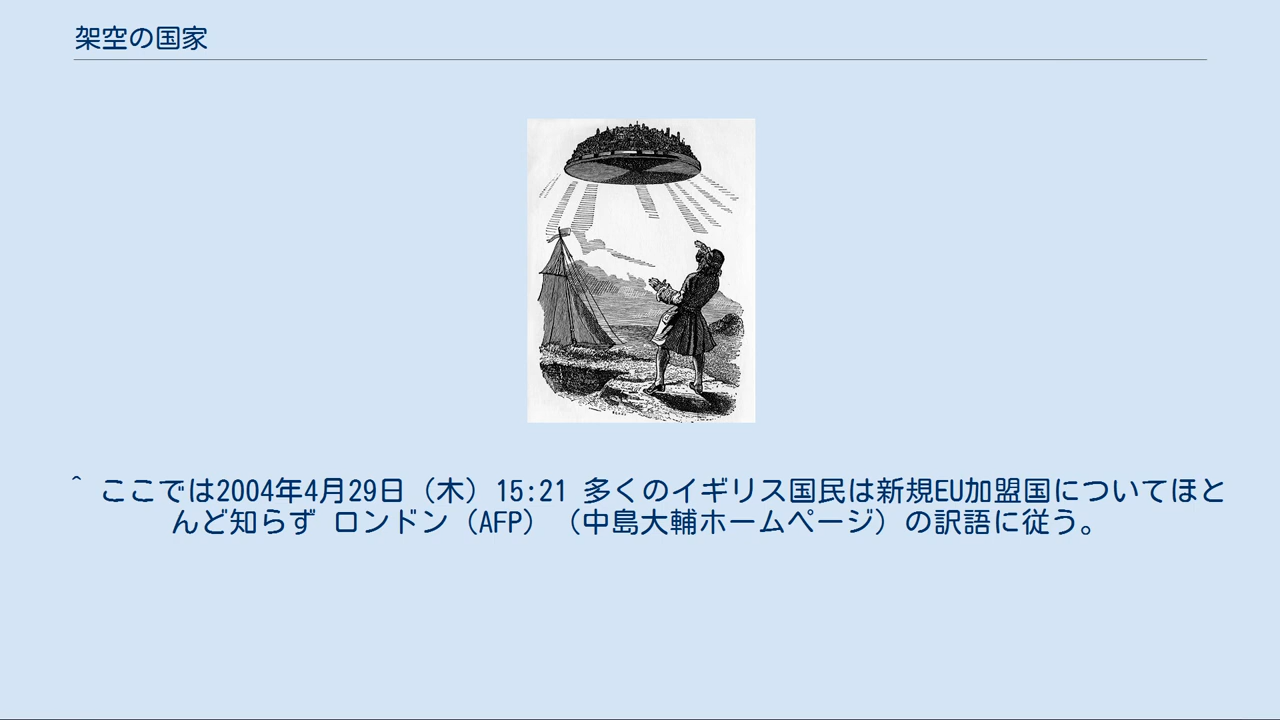 架空の国家
^ ここでは2004年4月29日（木）15:21 多くのイギリス国民は新規EU加盟国についてほと
んど知らず ロンドン（AFP）（中島大輔ホームページ）の訳語に従う。